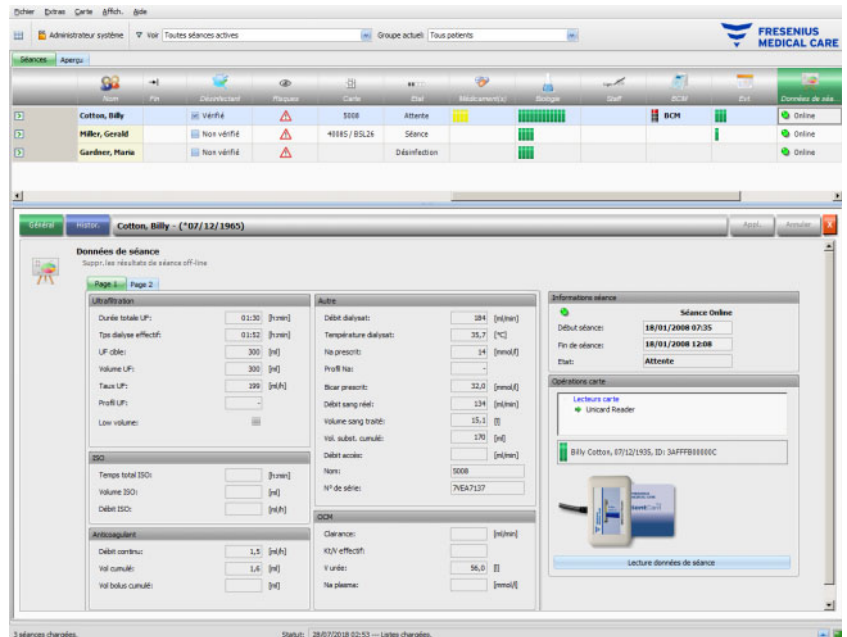 Fichier Extras Carte Affich. Aide
Administrateur système Voir Toutes séances actives Groupe actuel: Tous patients
FRESENIUS
MEDICAL CARE
Séances Aperçu
Nom Fin Désinfectant Risques Carte Etat Médicament(s) Biologie Staff BCM Evt. Données de séa...
Cotton, Billy Vérifié 5008 Attente BCM Online
Miller, Gerald Non vérifié 4008S / BSL26 Séance Online
Gardner, Maria Non vérifié Désinfection Online
Général Histor. Cotton, Billy - (*07/12/1965) Appl. Annuler X
Données de séance
Suppr. les résultats de séance off-line
Page 1 Page 2
Ultrafiltration
Durée totale UF: 01:30 [h:min]
Tps dialyse effectif: 01:52 [h:min]
UF cible: 300 [ml]
Volume UF: 300 [ml]
Taux UF: 199 [ml/h]
Profil UF: -
Low volume:
ISO
Temps total ISO: [h:min]
Volume ISO: [ml]
Débit ISO: [ml/h]
Anticoagulant
Débit continu: 1,5 [ml/h]
Vol cumulé: 1,6 [ml]
Vol bolus cumulé: [ml]
Autre
Débit dialysat: 184 [ml/min]
Température dialysat: 35,7 [°C]
Na prescrit: 14 [mmol/l]
Profil Na: -
Bicar prescrit: 32,0 [mmol/l]
Débit sang réel: 134 [ml/min]
Volume sang traité: 15,1 [l]
Vol. subst. cumulé: 170 [ml]
Débit accès: [ml/min]
Nom: 5008
N° de série: 7VEA7137
OCM
Clairance: [ml/min]
Kt/V effectif:
V urée: 56,0 [l]
Na plasma: [mmol/l]
Informations séance
Séance Online
Début séance: 18/01/2008 07:35
Fin de séance: 18/01/2008 12:08
Etat: Attente
Opérations carte
Lecteurs carte
Unicard Reader
Billy Cotton, 07/12/1935, ID: 3AFFFB00000C
FRESENIUS
MEDICAL CARE
Lecture données de séance
3 séances chargées. Statut: 28/07/2018 02:53 — Listes chargées.